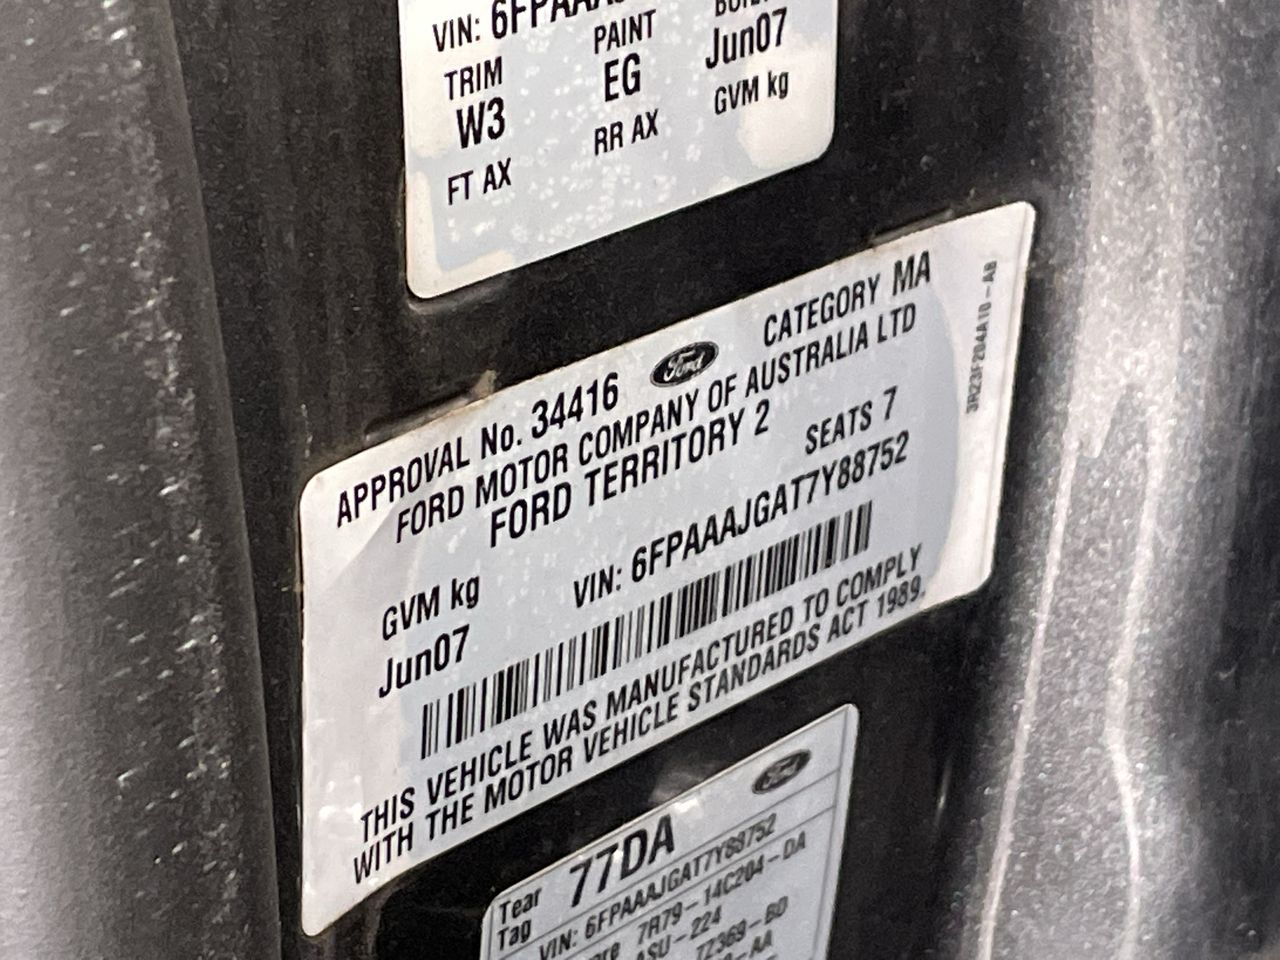 VIN: 6FPAAA
TRIM PAINT
W3 EG Jun07
FT AX RR AX GVM kg
APPROVAL No. 34416 Ford CATEGORY MA
FORD MOTOR COMPANY OF AUSTRALIA LTD
FORD TERRITORY 2
SEATS 7
GVM kg VIN: 6FPAAAJGAT7Y88752
Jun07
THIS VEHICLE WAS MANUFACTURED TO COMPLY
WITH THE MOTOR VEHICLE STANDARDS ACT 1989.
3R23F204A10-AB
Ford
Tear Tag 77DA
VIN: 6FPAAAJGAT7Y88752
7R79-14C204-DA
ASU-224